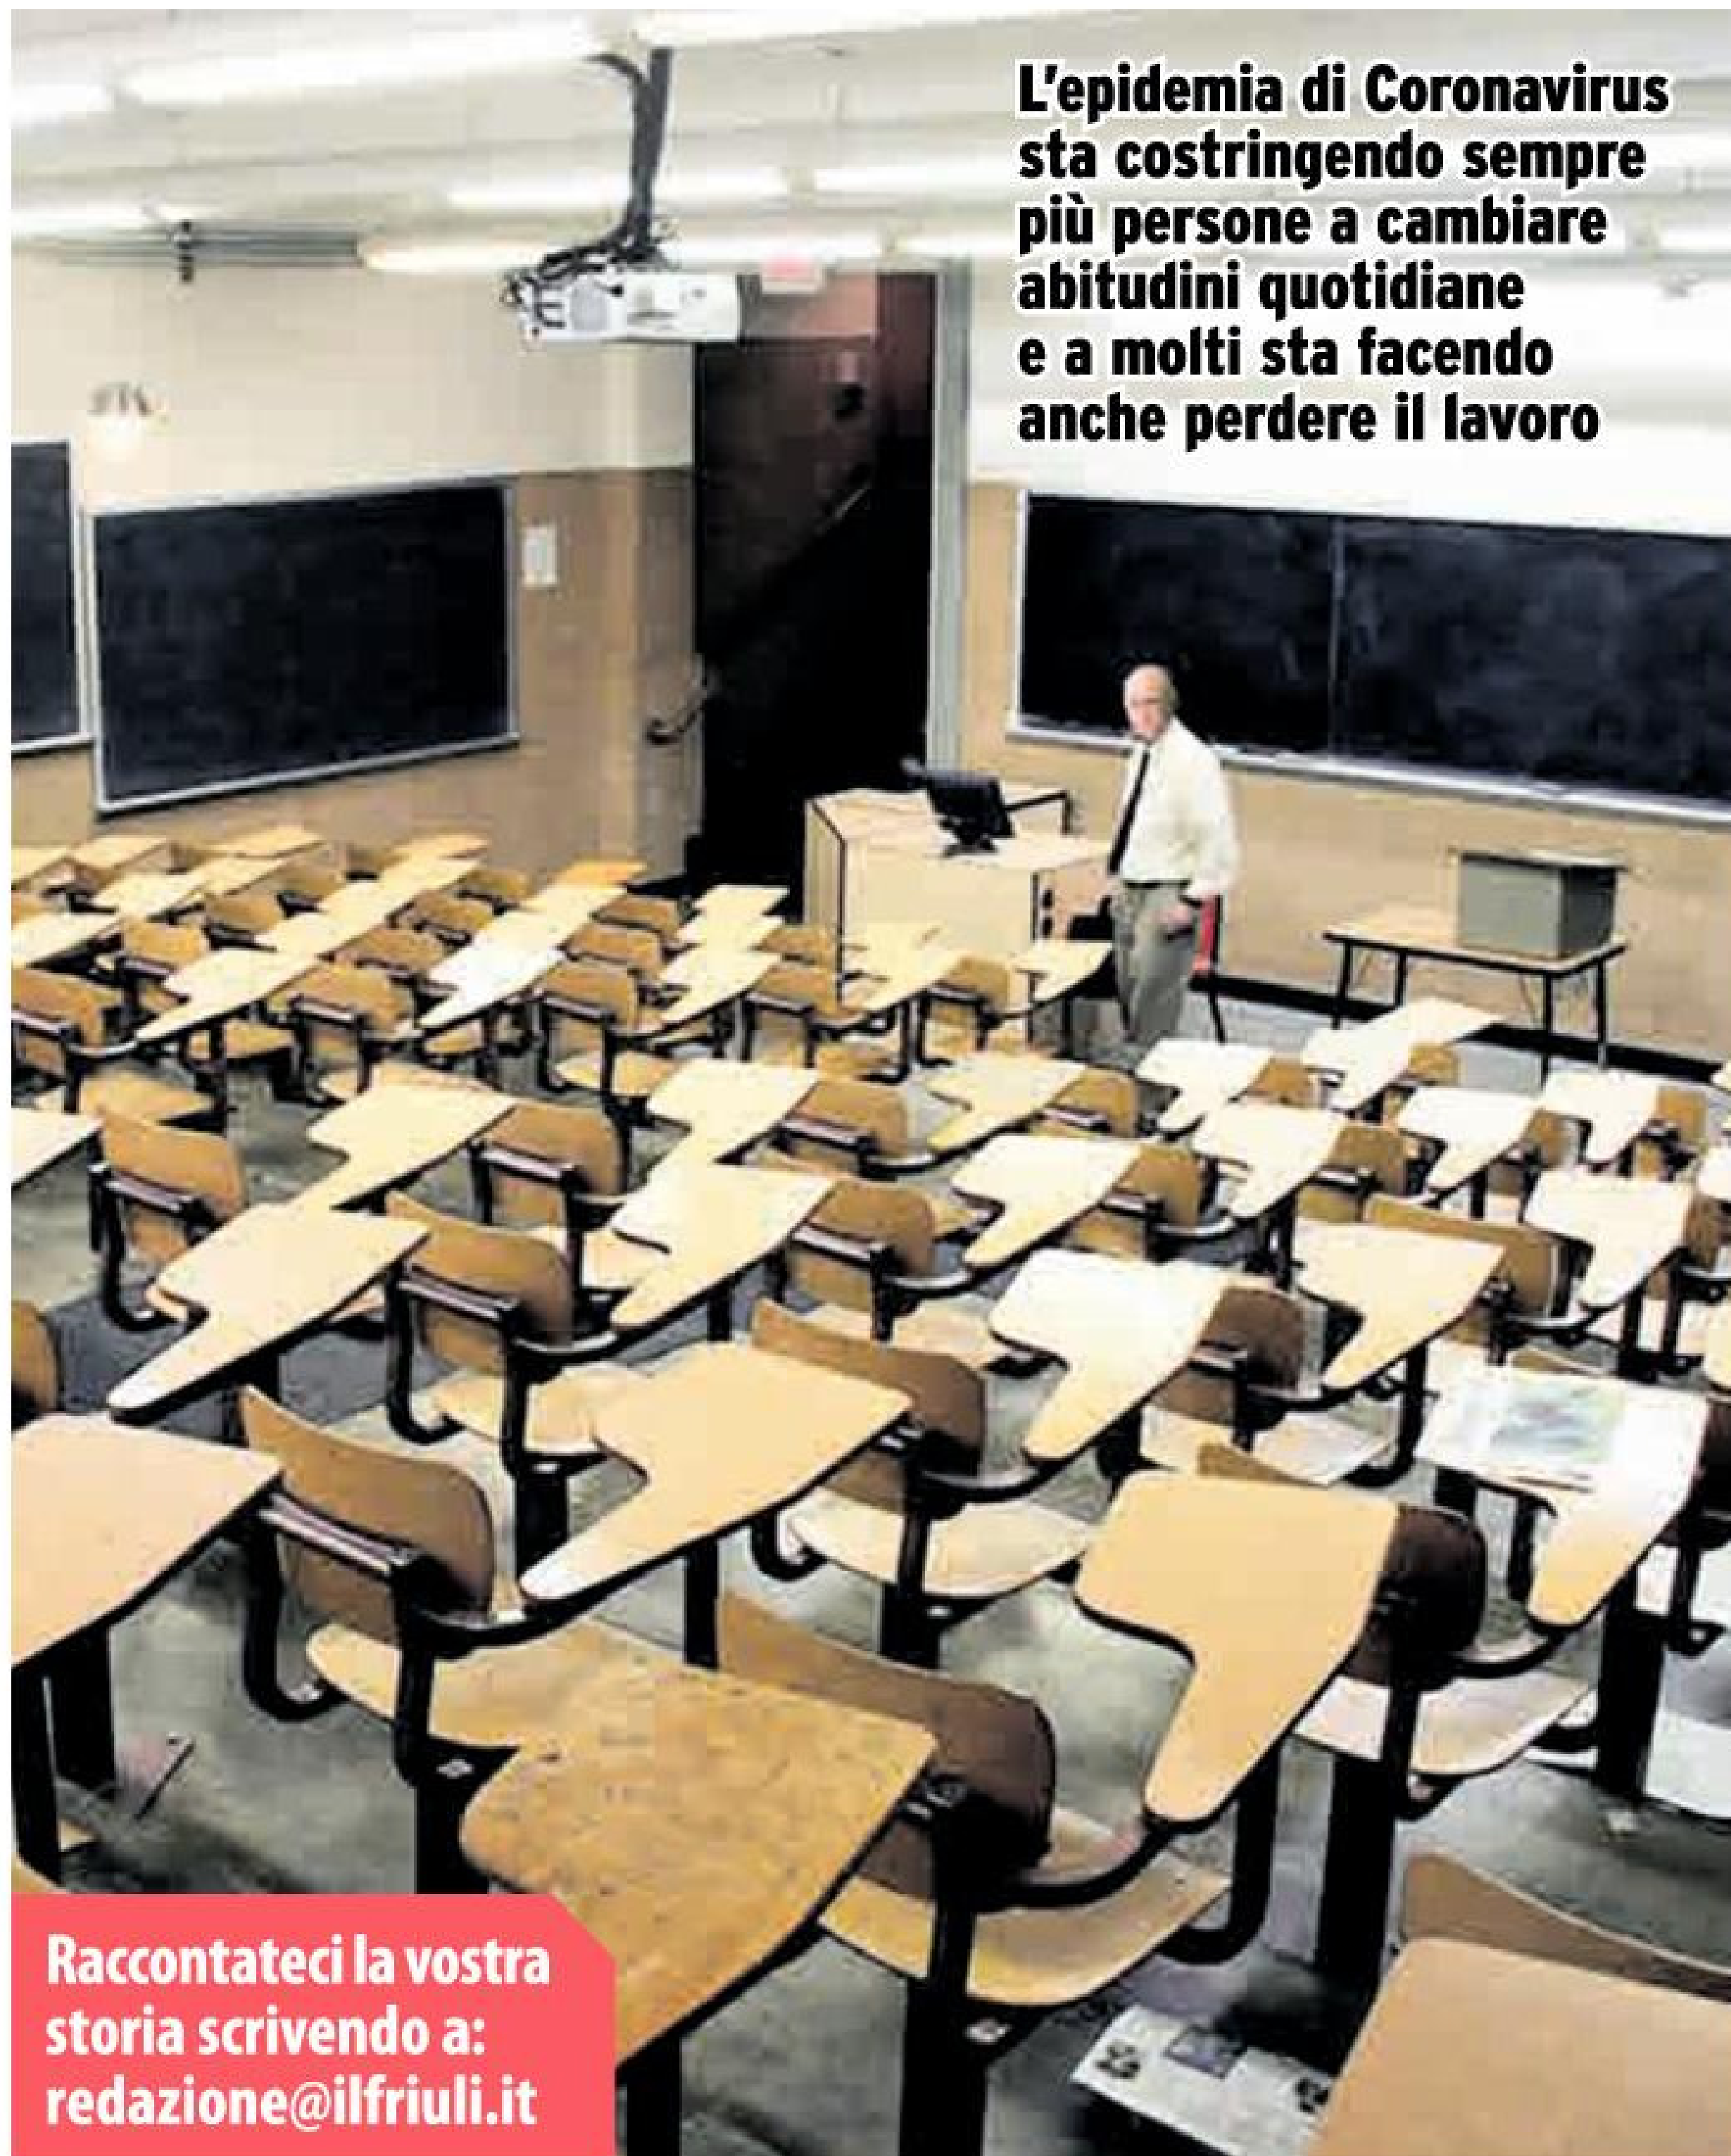 L'epidemia di Coronavirus
sta costringendo sempre
più persone a cambiare
abitudini quotidiane
e a molti sta facendo
anche perdere il lavoro
Raccontateci la vostra
storia scrivendo a:
redazione@ilfriuli.it